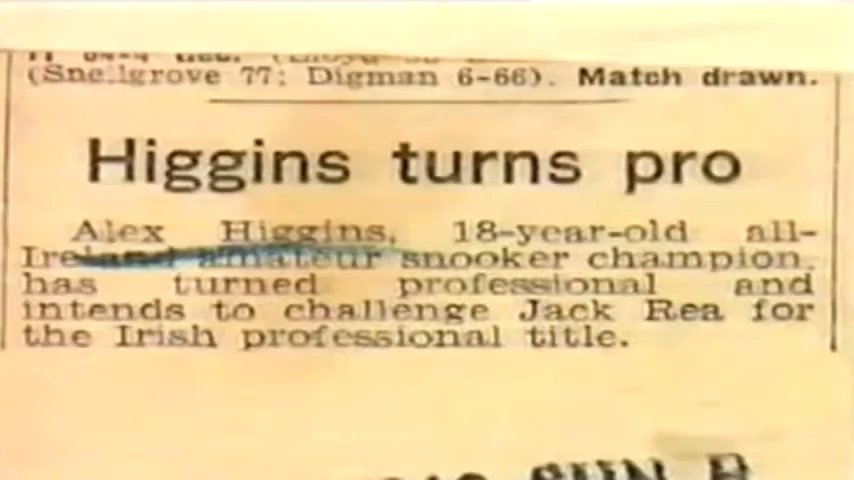 (Snellgrove 77; Digman 6-66). Match drawn.
Higgins turns pro
Alex Higgins, 18-year-old all-
Ireland amateur snooker champion,
has turned professional and
intends to challenge Jack Rea for
the Irish professional title.